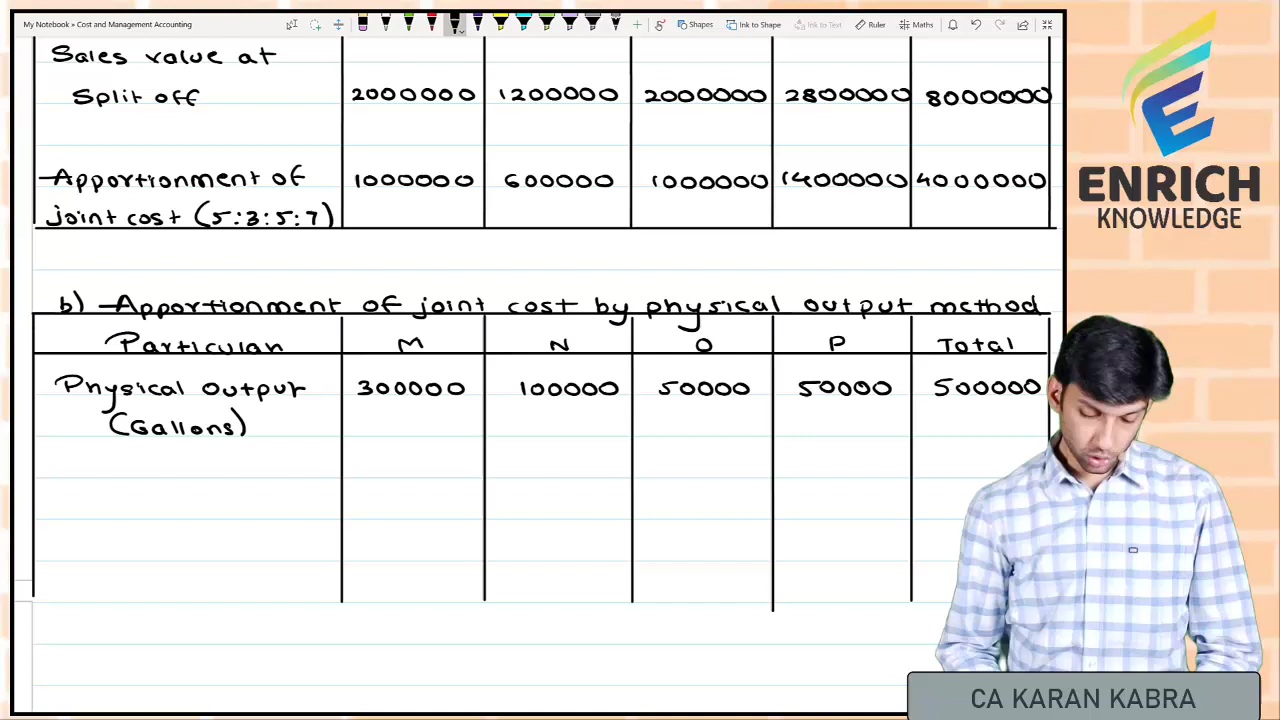 My Notebook » Cost and Management Accounting
Shapes Ink to Shape Ink to Text Ruler Maths
Sales value at
Split off 2000000 1200000 2000000 2800000 8000000
Apportionment of 1000000 600000 1000000 1400000 4000000
joint cost (5:3:5:7)
b) Apportionment of joint cost by physical output method
Particular M N O P Total
Physical Output 300000 100000 50000 50000 500000
(Gallons)
ENRICH
KNOWLEDGE
CA KARAN KABRA